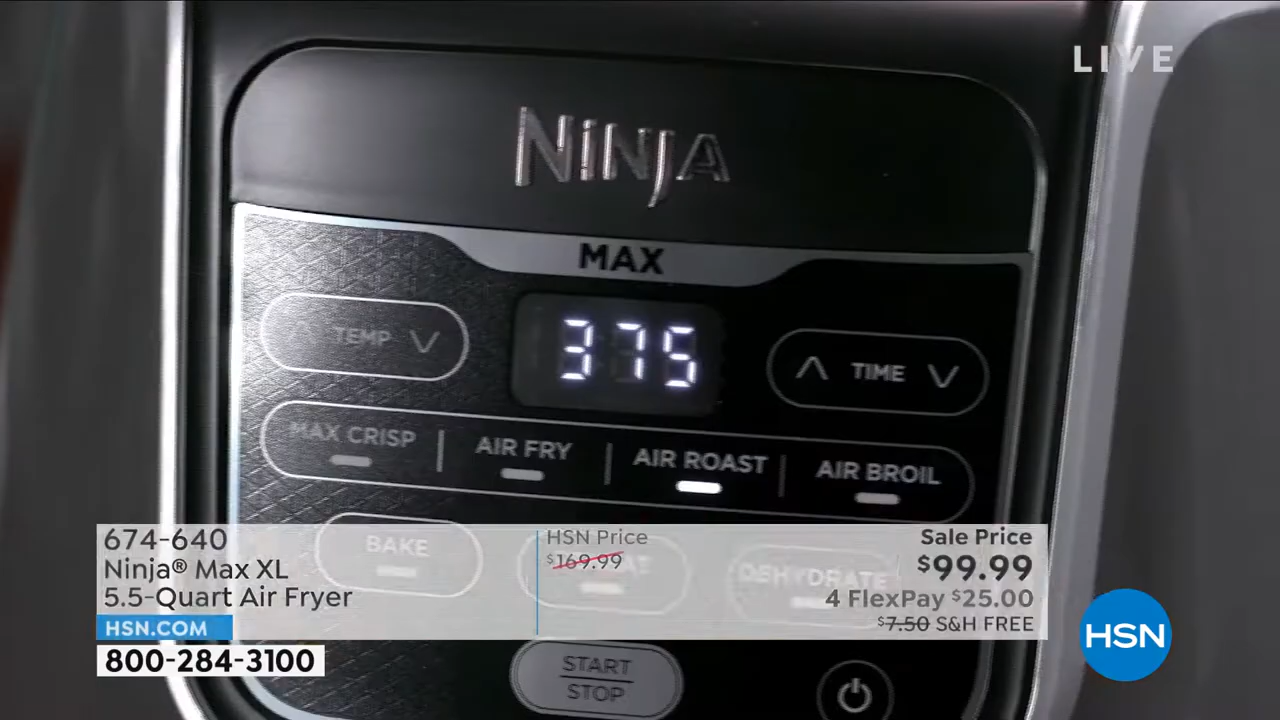 LIVE
NINJA
MAX
TEMP
375
TIME
MAX CRISP
AIR FRY
AIR ROAST
AIR BROIL
BAKE
DEHYDRATE
674-640
Ninja® Max XL
5.5-Quart Air Fryer
HSN.COM
800-284-3100
HSN Price
$169.99
Sale Price
$99.99
4 FlexPay $25.00
$7.50 S&H FREE
HSN
START
STOP